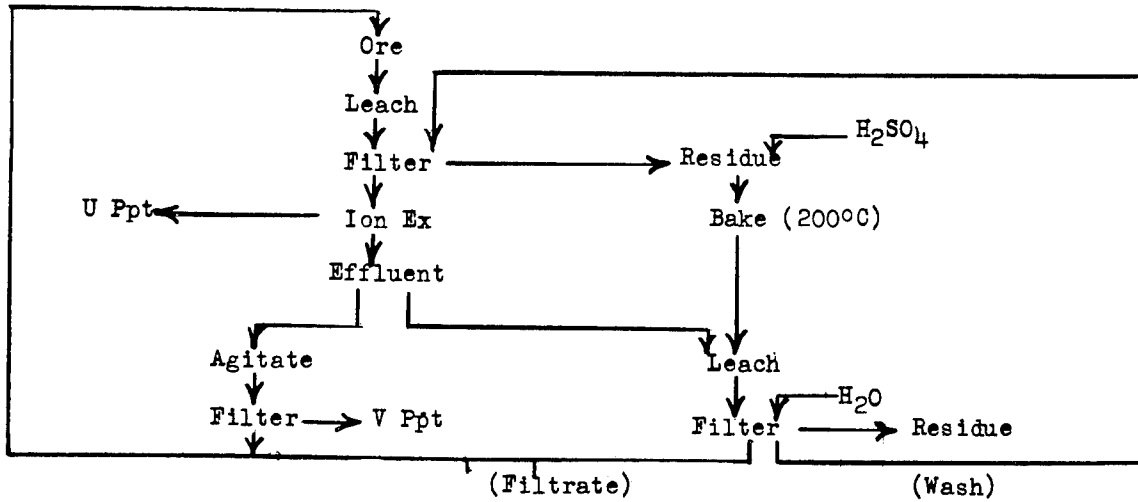 Ore
Leach
H₂SO₄
Filter
Residue
U Ppt
Ion Ex
Bake (200°C)
Effluent
Agitate
Leach
H₂O
Filter
V Ppt
Filter
Residue
(Filtrate)
(Wash)